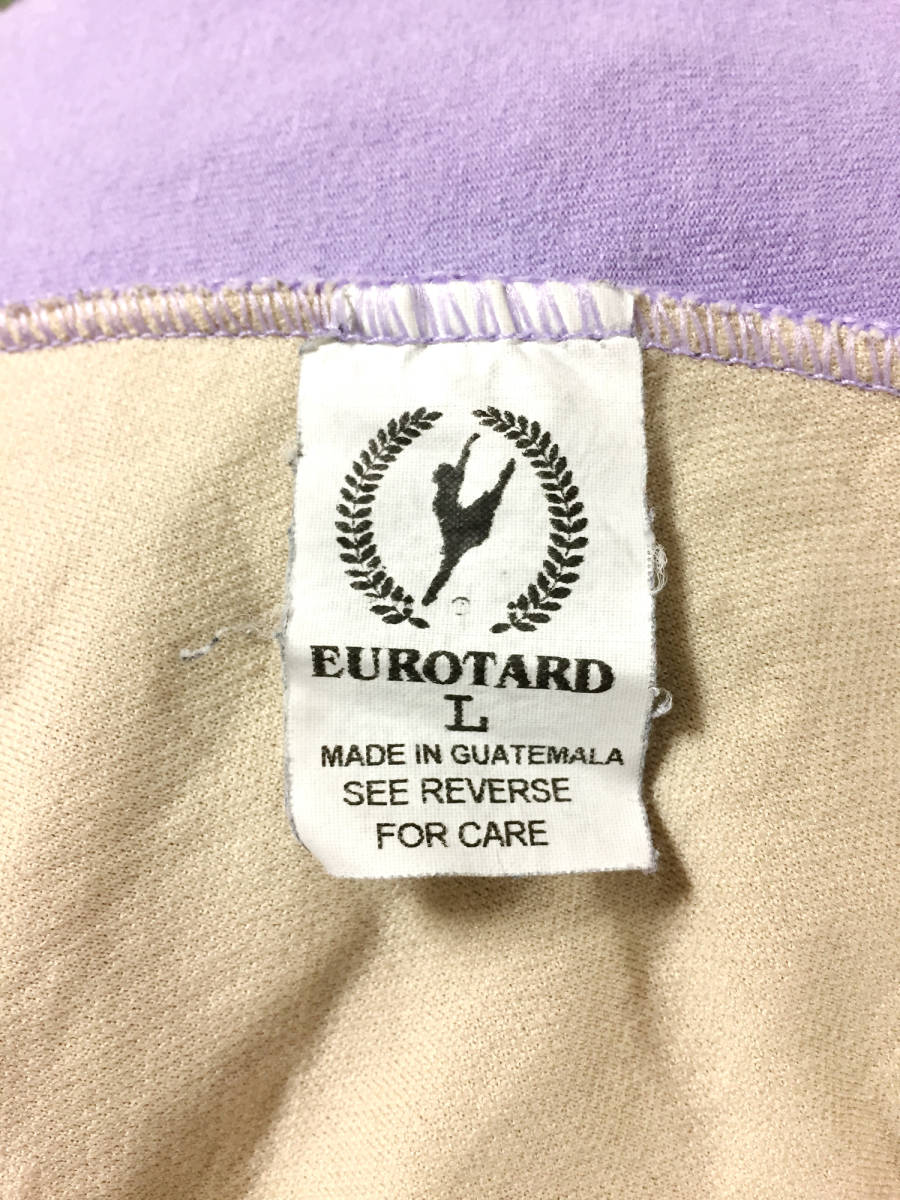 EUROTARD
L
MADE IN GUATEMALA
SEE REVERSE
FOR CARE